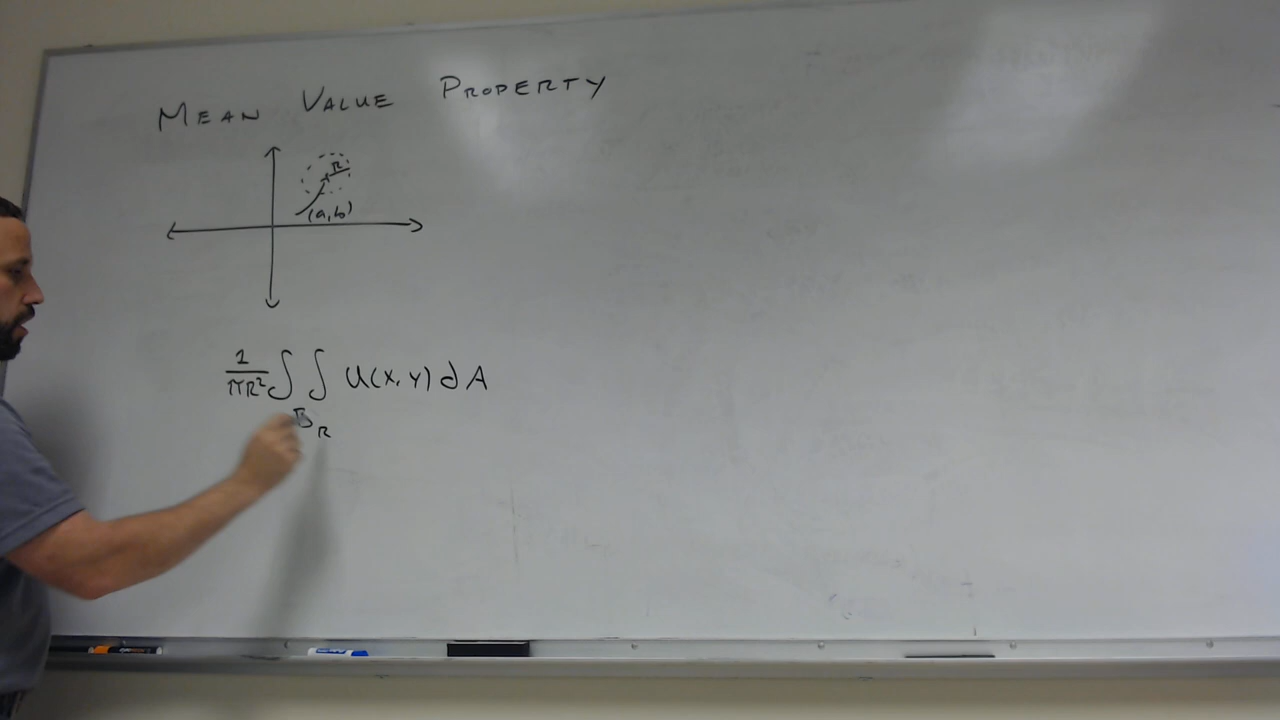 MEAN VALUE PROPERTY
R
(a,b)
1/πR² ∫∫ u(x,y) dA
B_R